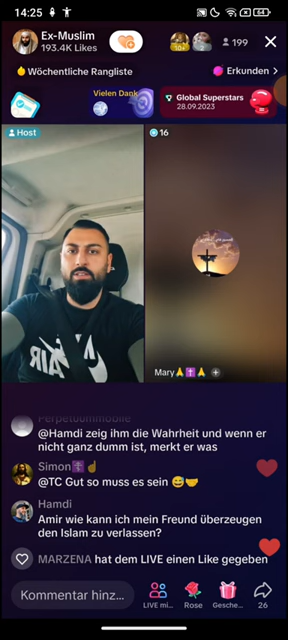 14:25
64
Ex-Muslim
193.4K Likes
199
Wöchentliche Rangliste
Erkunden >
Vielen Dank
Global Superstars
28.09.2023
Host
16
AIR
Mary🙏✝️🙏
Perpetuummobile
@Hamdi zeig ihm die Wahrheit und wenn er
nicht ganz dumm ist, merkt er was
Simon✝️☝️
@TC Gut so muss es sein 😅🤝
Hamdi
Amir wie kann ich mein Freund überzeugen
den Islam zu verlassen?
MARZENA hat dem LIVE einen Like gegeben
Kommentar hinz...
LIVE mi...
Rose
Gesche...
26